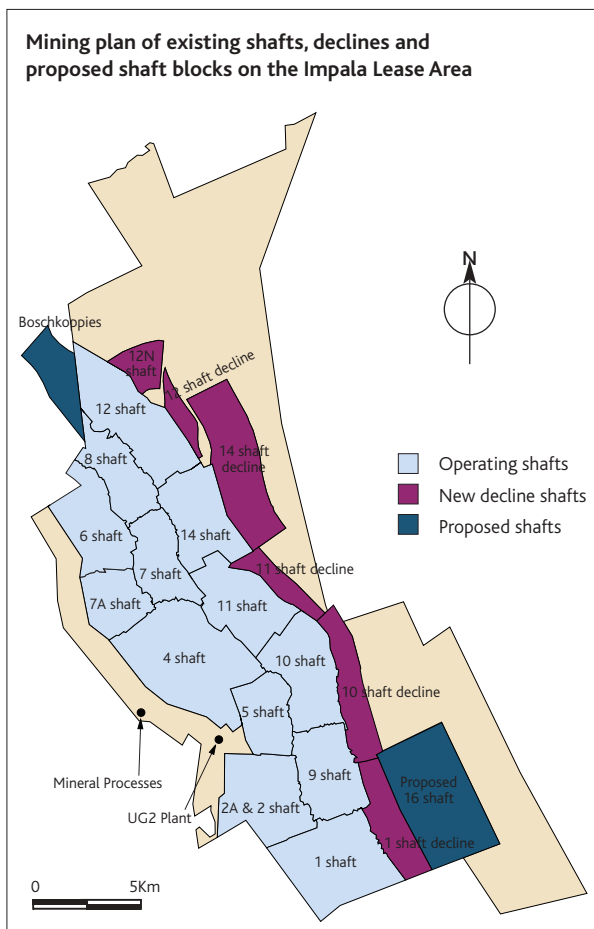 Mining plan of existing shafts, declines and
proposed shaft blocks on the Impala Lease Area
N
Boschkoppies
12N
shaft
12 shaft decline
12 shaft
14 shaft
decline
8 shaft
Operating shafts
New decline shafts
Proposed shafts
6 shaft
14 shaft
7 shaft
11 shaft decline
7A shaft
11 shaft
4 shaft
10 shaft
10 shaft decline
5 shaft
Mineral Processes
UG2 Plant
9 shaft
Proposed
16 shaft
2A & 2 shaft
1 shaft decline
1 shaft
0 5Km